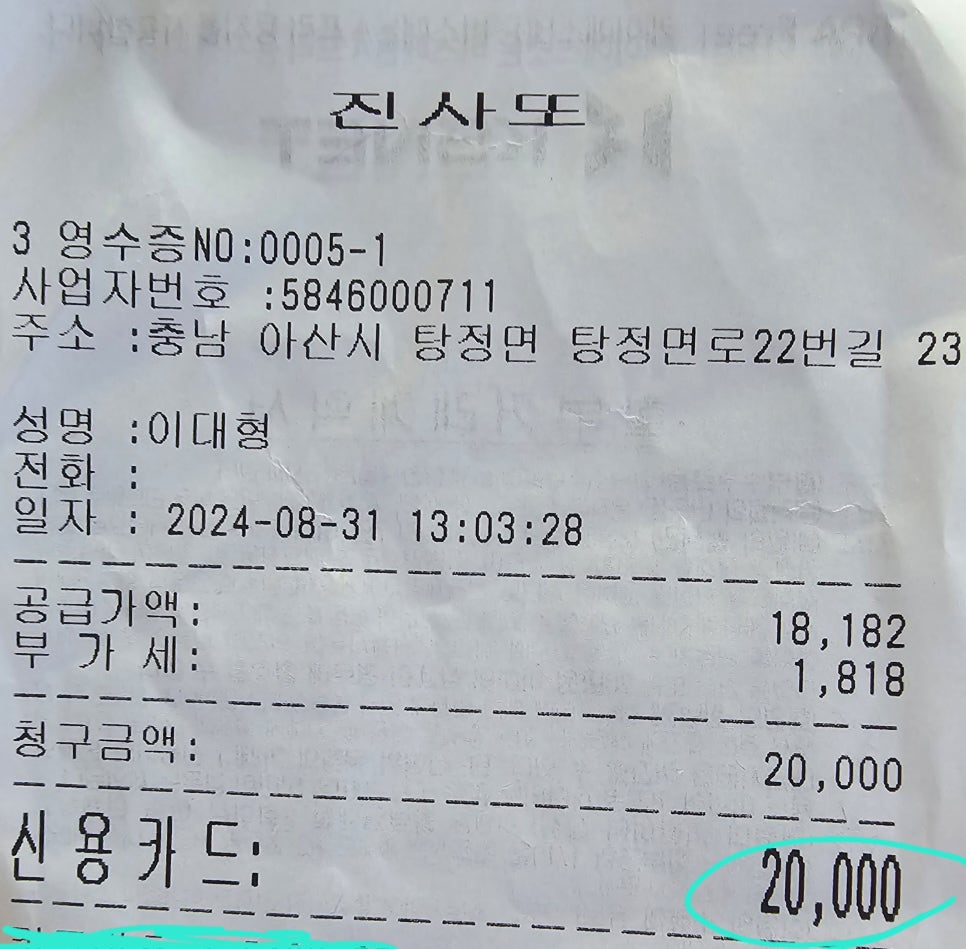 진사또
3 영수증NO:0005-1
사업자번호 :5846000711
주소 :충남 아산시 탕정면 탕정면로22번길 23
성명 :이대형
전화 :
일자 : 2024-08-31 13:03:28
공급가액: 18,182
부 가 세: 1,818
청구금액: 20,000
신용카드: 20,000